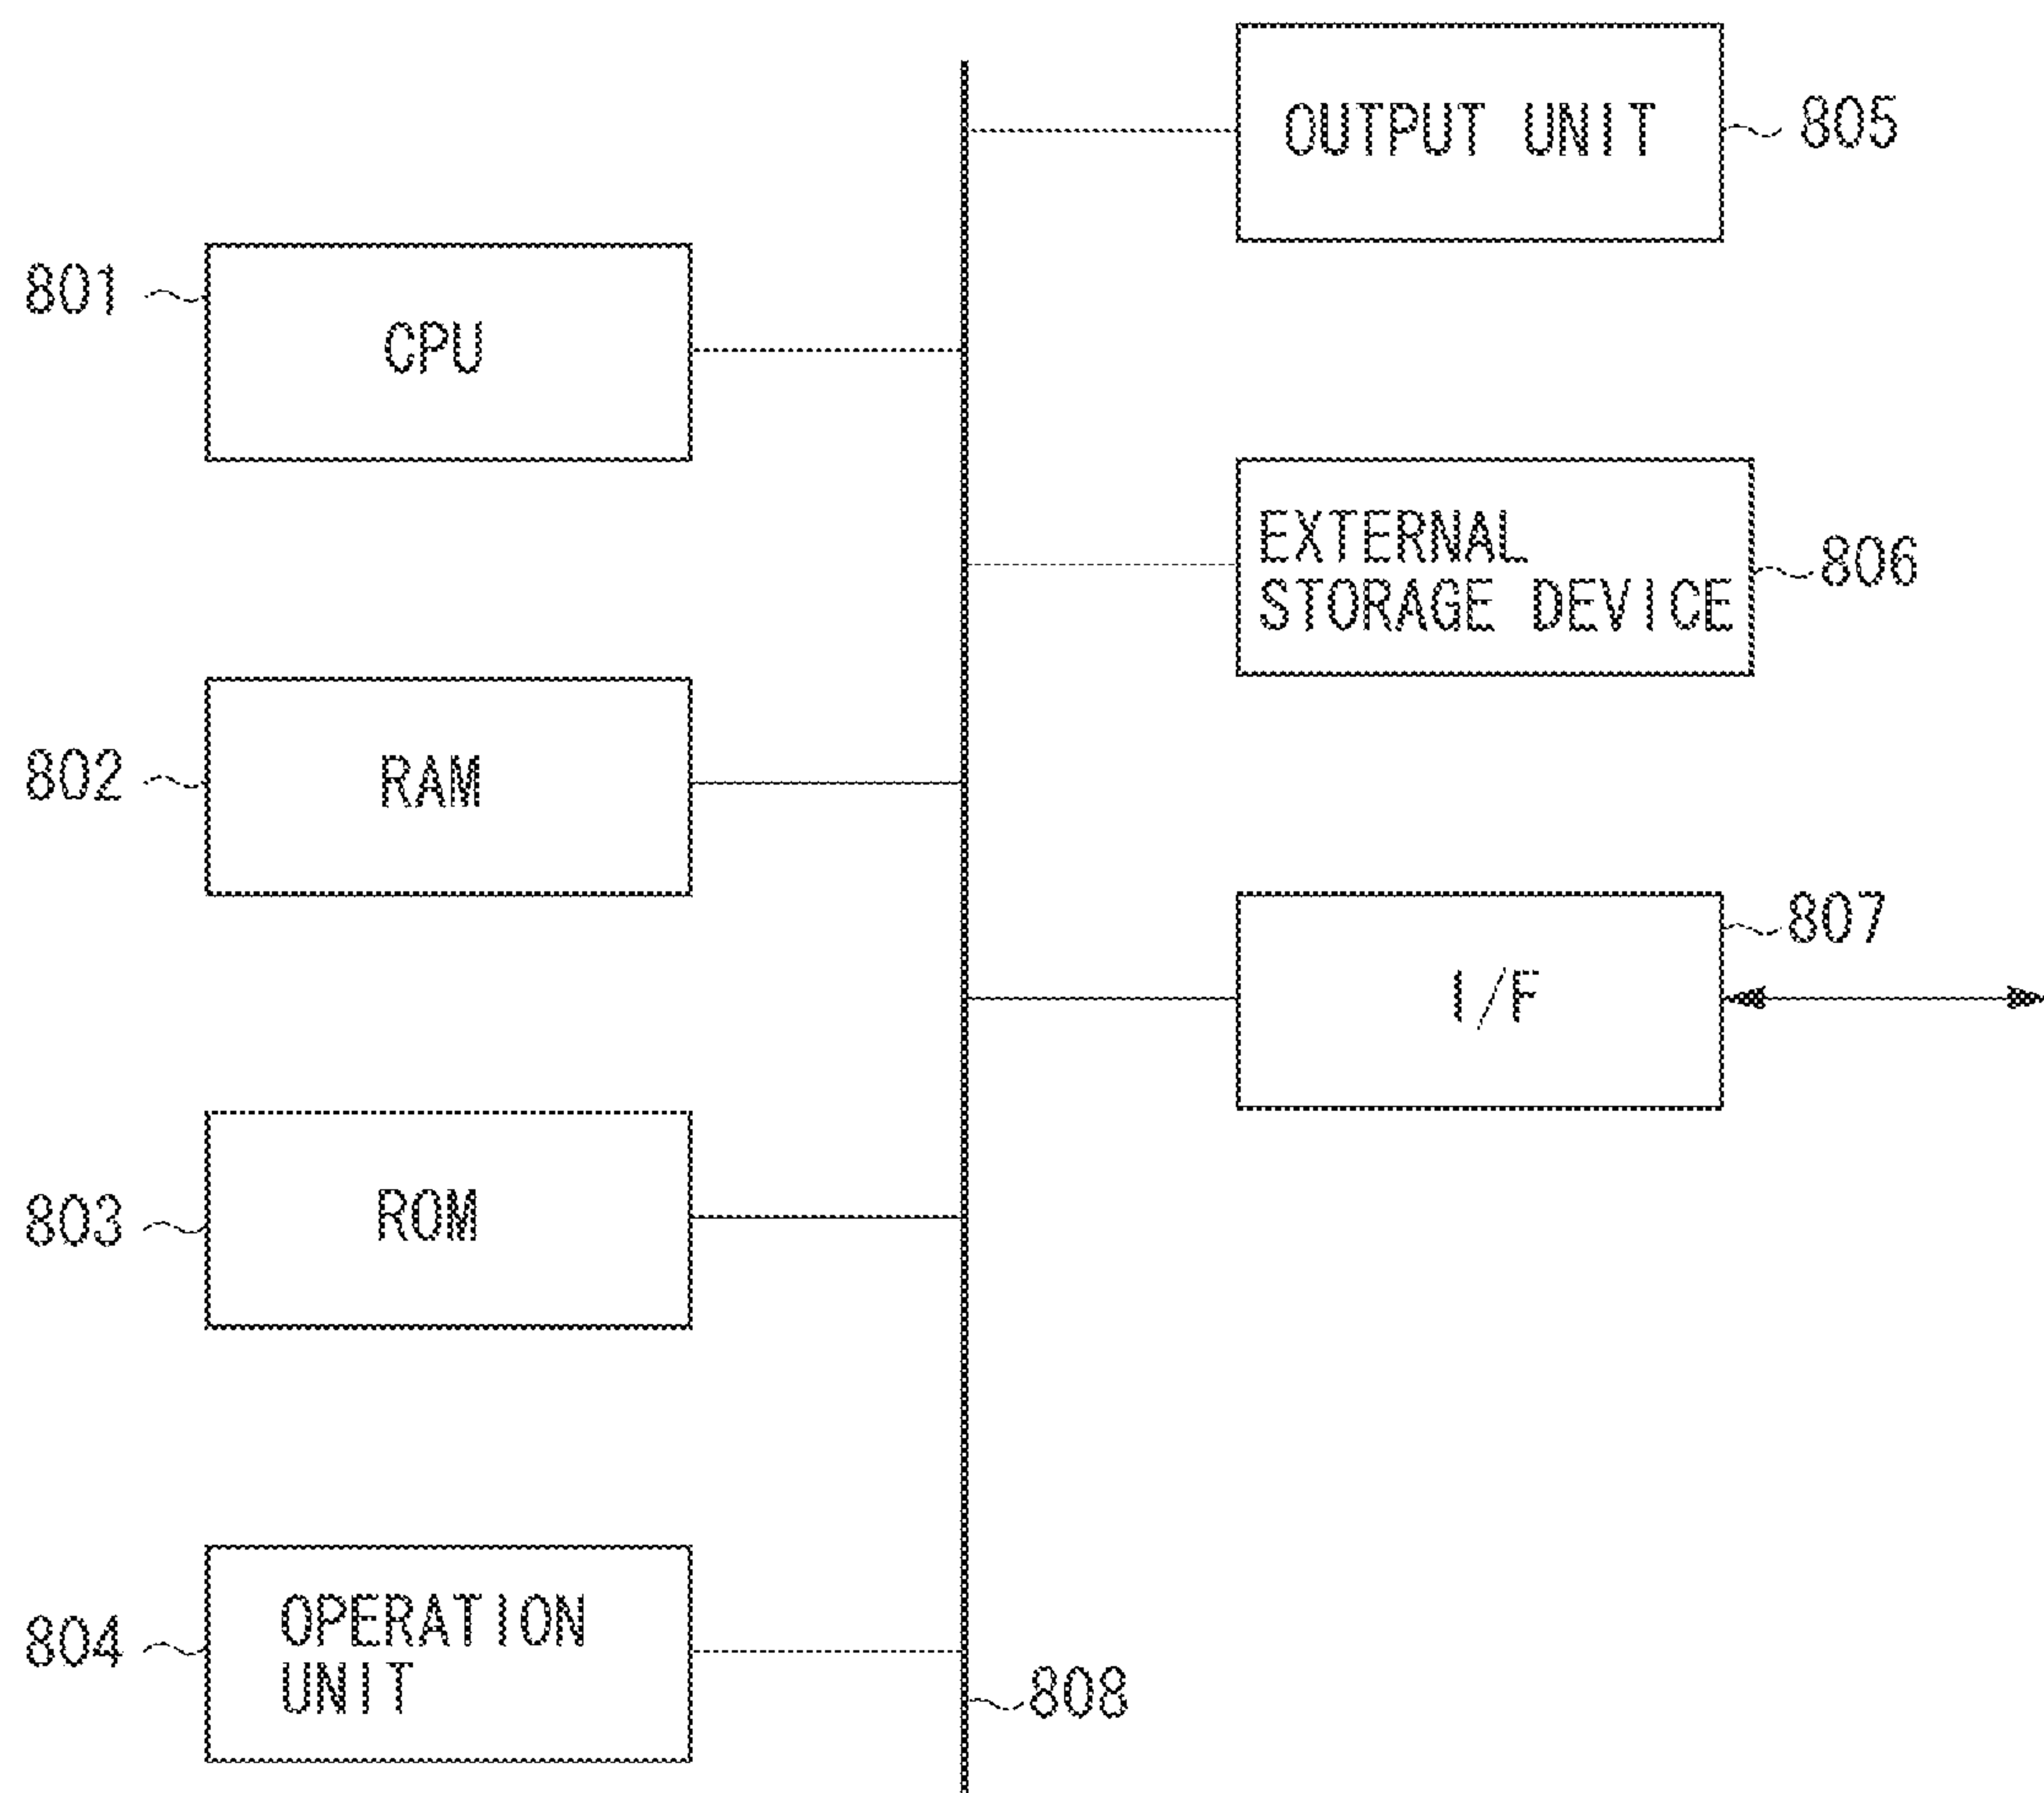 OUTPUT UNIT
805
801
CPU
EXTERNAL
STORAGE DEVICE
806
802
RAM
807
I/F
803
ROM
804
OPERATION
UNIT
808